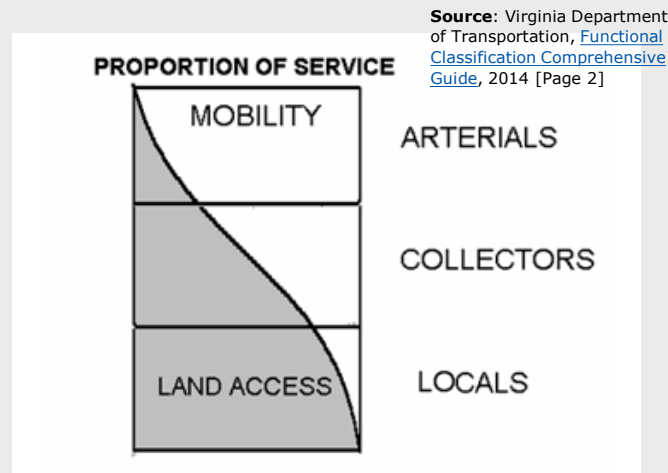 Source: Virginia Department
of Transportation, Functional
Classification Comprehensive
Guide, 2014 [Page 2]
PROPORTION OF SERVICE
MOBILITY
ARTERIALS
COLLECTORS
LAND ACCESS
LOCALS